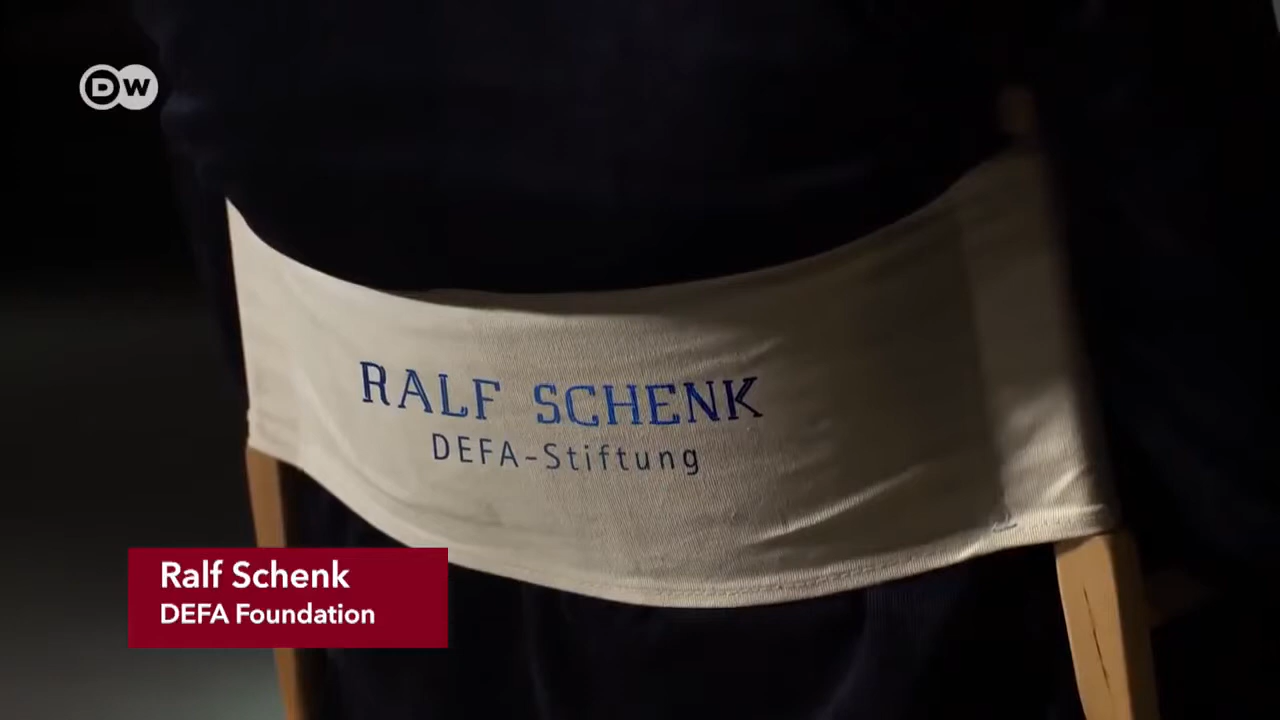 DW
RALF SCHENK
DEFA-Stiftung
Ralf Schenk
DEFA Foundation